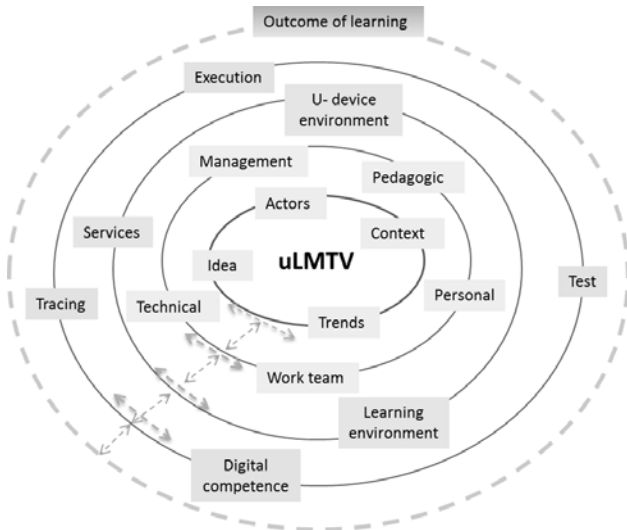 Outcome of learning
Execution
U- device
environment
Management
Pedagogic
Actors
Context
Services
Idea
uLMTV
Test
Tracing
Technical
Personal
Trends
Work team
Learning
environment
Digital
competence